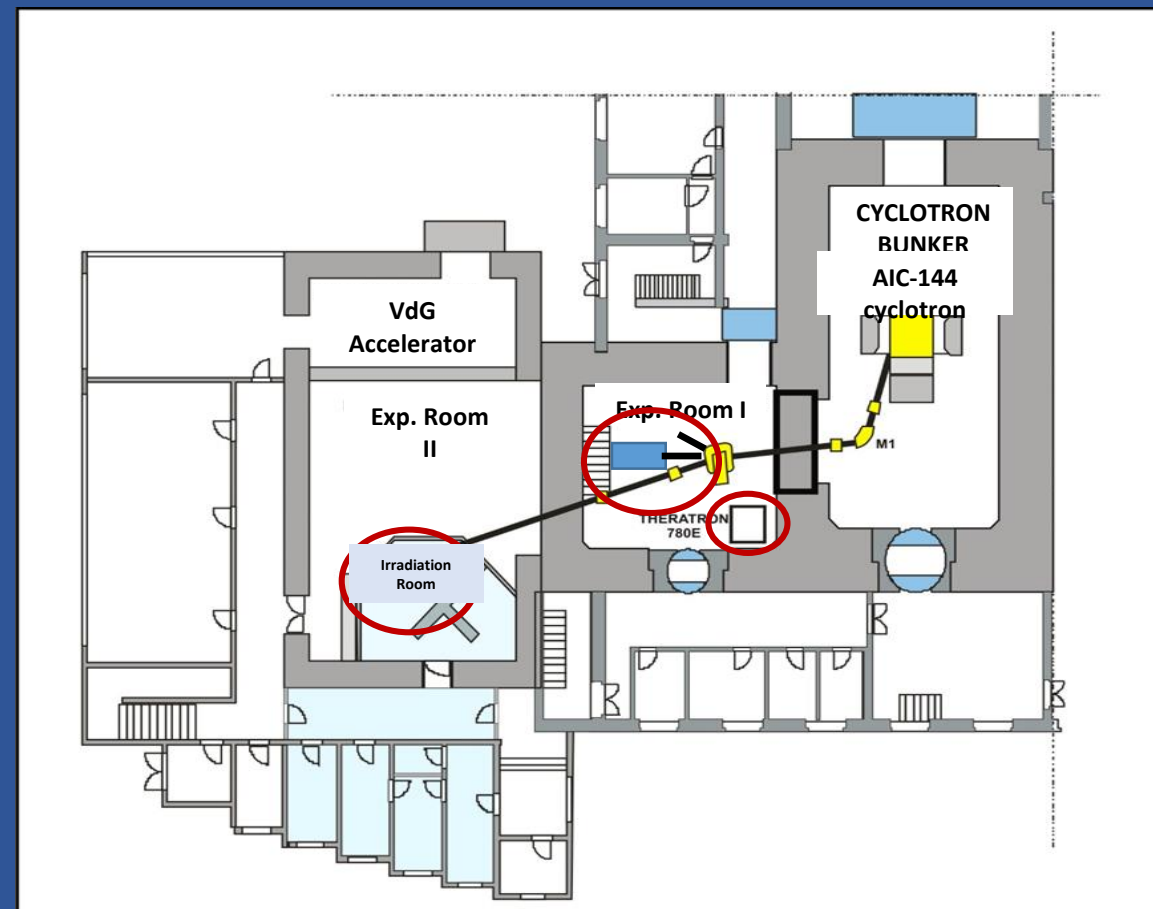 CYCLOTRON
BUNKER
AIC-144
cyclotron
VdG
Accelerator
Exp. Room
II
Exp. Room I
M1
THERATRON
780E
Irradiation
Room